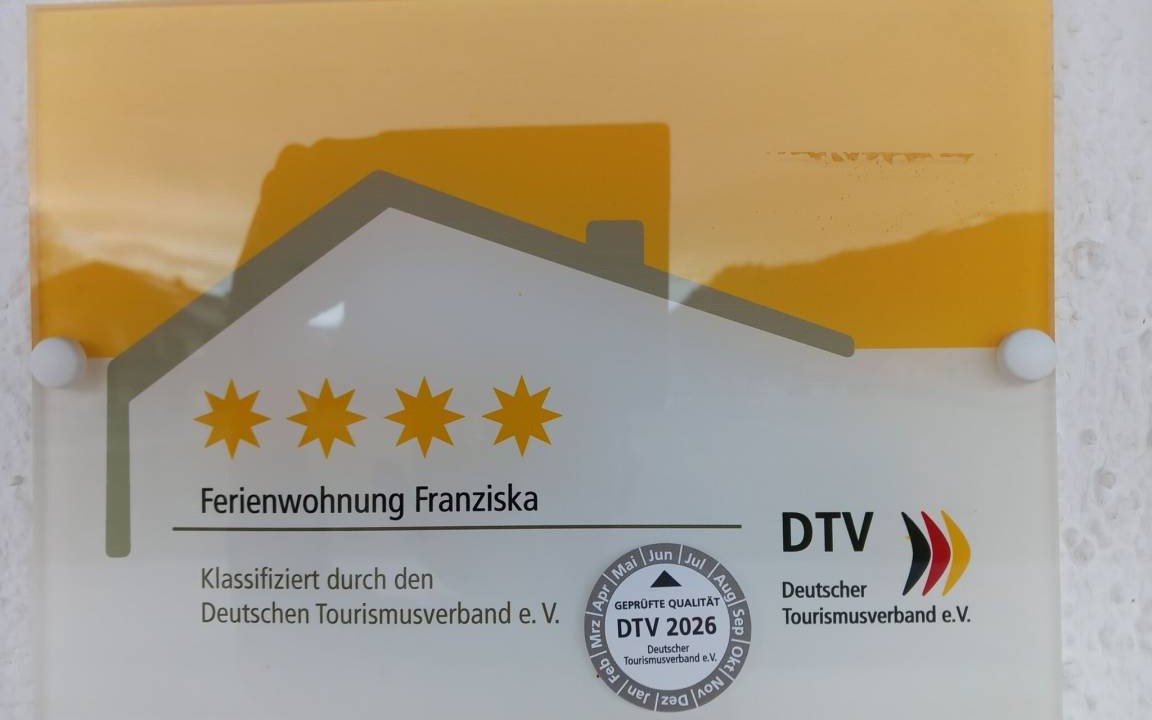 Ferienwohnung Franziska
Klassifiziert durch den
Deutschen Tourismusverband e. V.
DTV
Deutscher
Tourismusverband e.V.
Jan Feb Mrz Apr Mai Jun Jul Aug Sep Okt Nov Dez
GEPRÜFTE QUALITÄT
DTV 2026
Deutscher
Tourismusverband e.V.